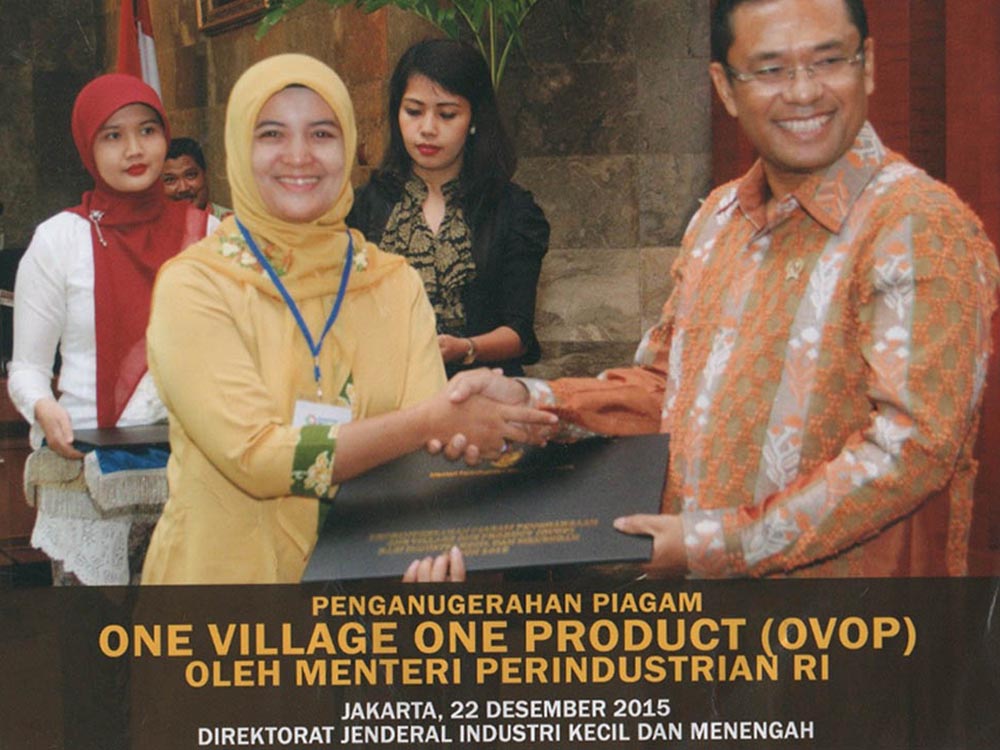 PENGANUGERAHAN PIAGAM
ONE VILLAGE ONE PRODUCT (OVOP)
OLEH MENTERI PERINDUSTRIAN RI
JAKARTA, 22 DESEMBER 2015
DIREKTORAT JENDERAL INDUSTRI KECIL DAN MENENGAH